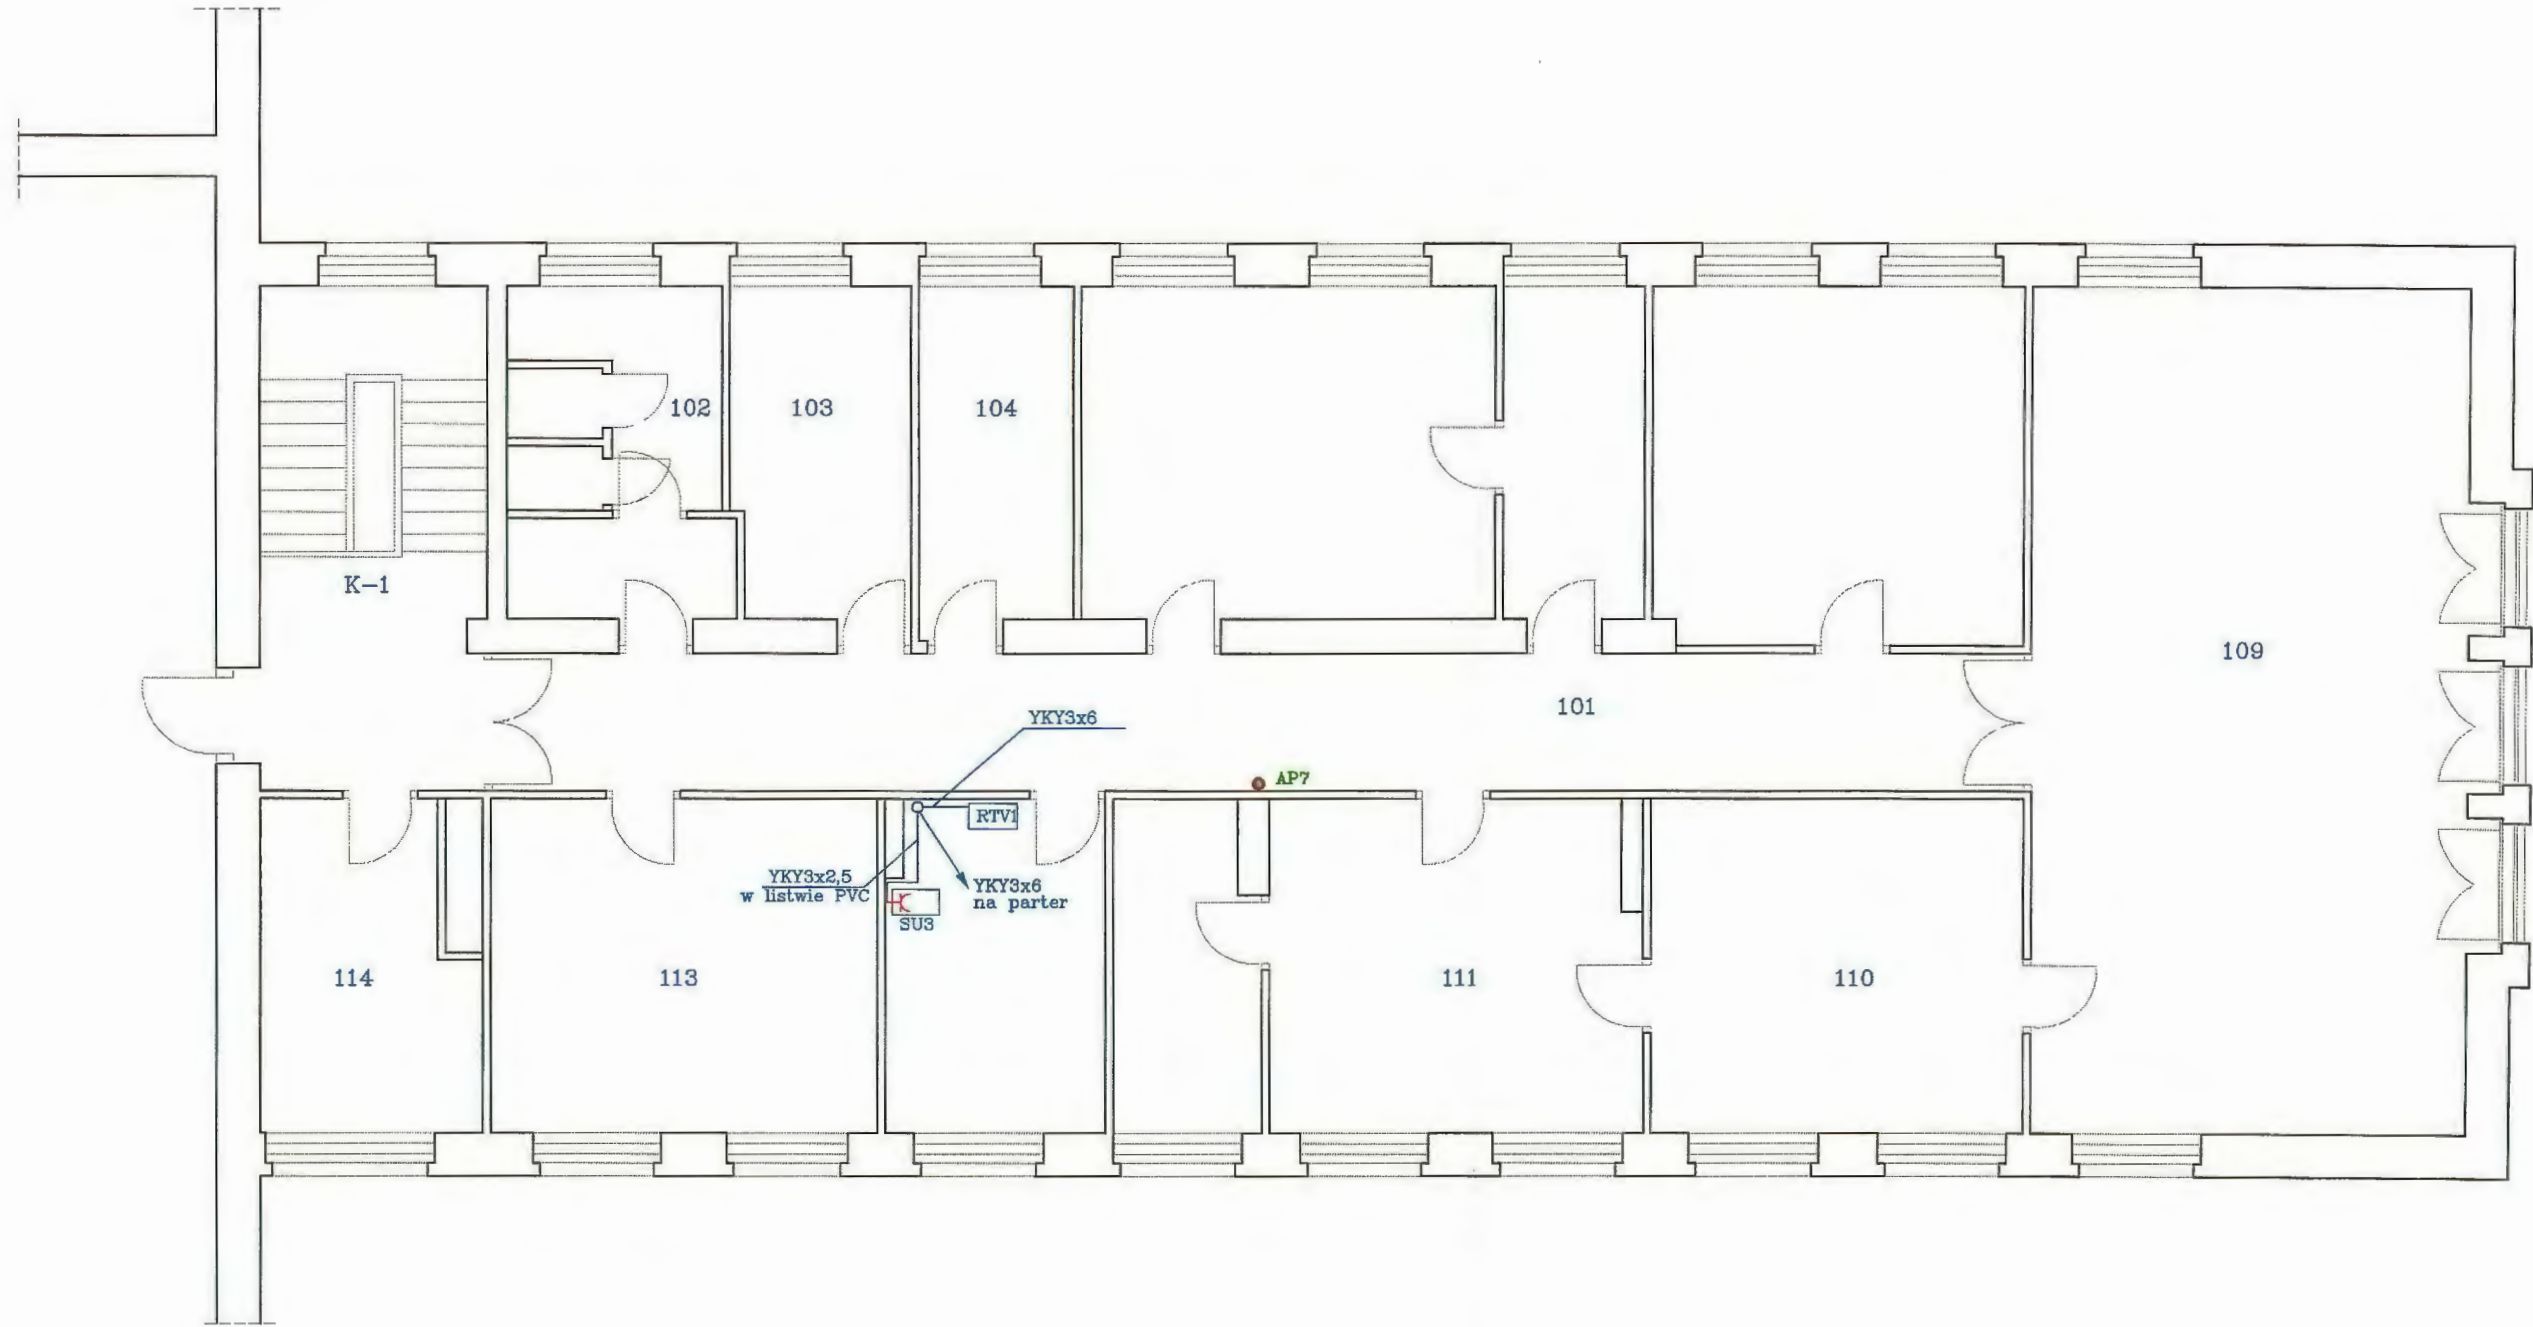 102
103
104
K-1
109
101
YKY3x6
AP7
RTV1
YKY3x2,5
w listwie PVC
YKY3x6
na parter
SU3
114
113
111
110